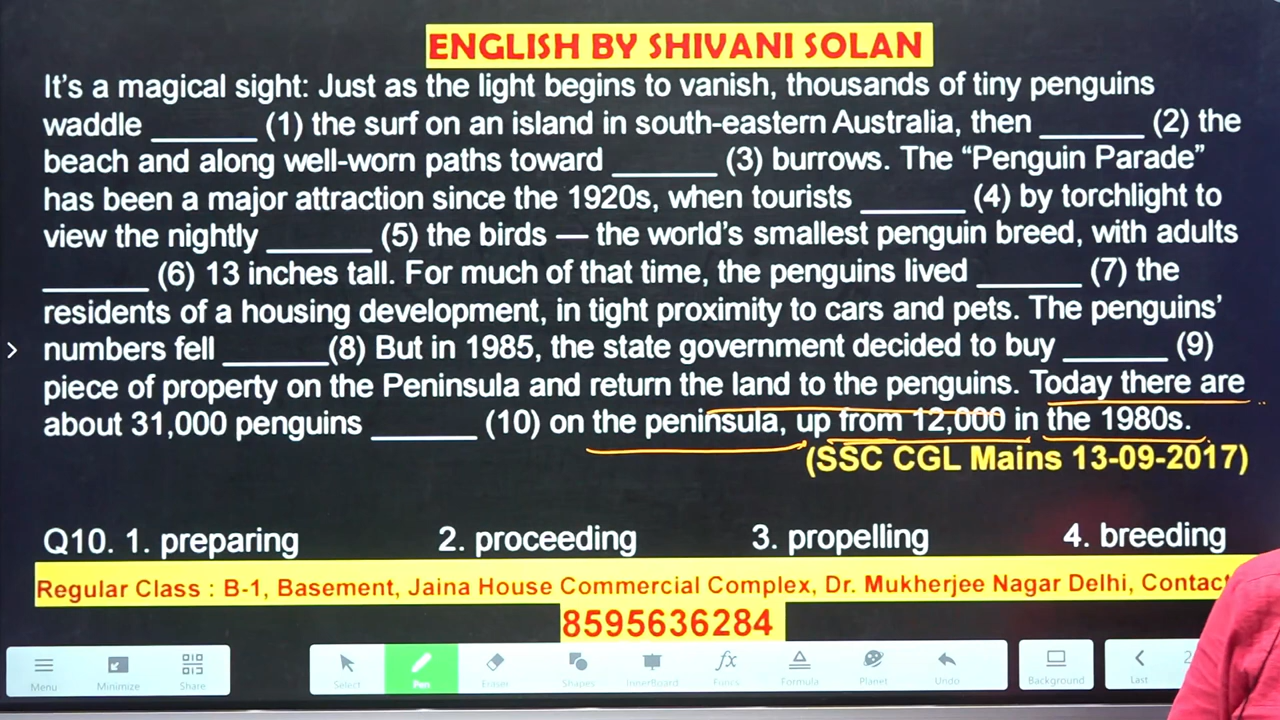 ENGLISH BY SHIVANI SOLAN
It's a magical sight: Just as the light begins to vanish, thousands of tiny penguins
waddle _______ (1) the surf on an island in south-eastern Australia, then _______ (2) the
beach and along well-worn paths toward _______ (3) burrows. The “Penguin Parade”
has been a major attraction since the 1920s, when tourists _______ (4) by torchlight to
view the nightly _______ (5) the birds — the world's smallest penguin breed, with adults
_______ (6) 13 inches tall. For much of that time, the penguins lived _______ (7) the
residents of a housing development, in tight proximity to cars and pets. The penguins'
numbers fell _______(8) But in 1985, the state government decided to buy _______ (9)
piece of property on the Peninsula and return the land to the penguins. Today there are
about 31,000 penguins _______ (10) on the peninsula, up from 12,000 in the 1980s.
(SSC CGL Mains 13-09-2017)
Q10. 1. preparing 2. proceeding 3. propelling 4. breeding
Regular Class : B-1, Basement, Jaina House Commercial Complex, Dr. Mukherjee Nagar Delhi, Contact
8595636284
Menu Minimize Share Select Pen Eraser Shapes InnerBoard Funcs Formula Planet Undo Background Last